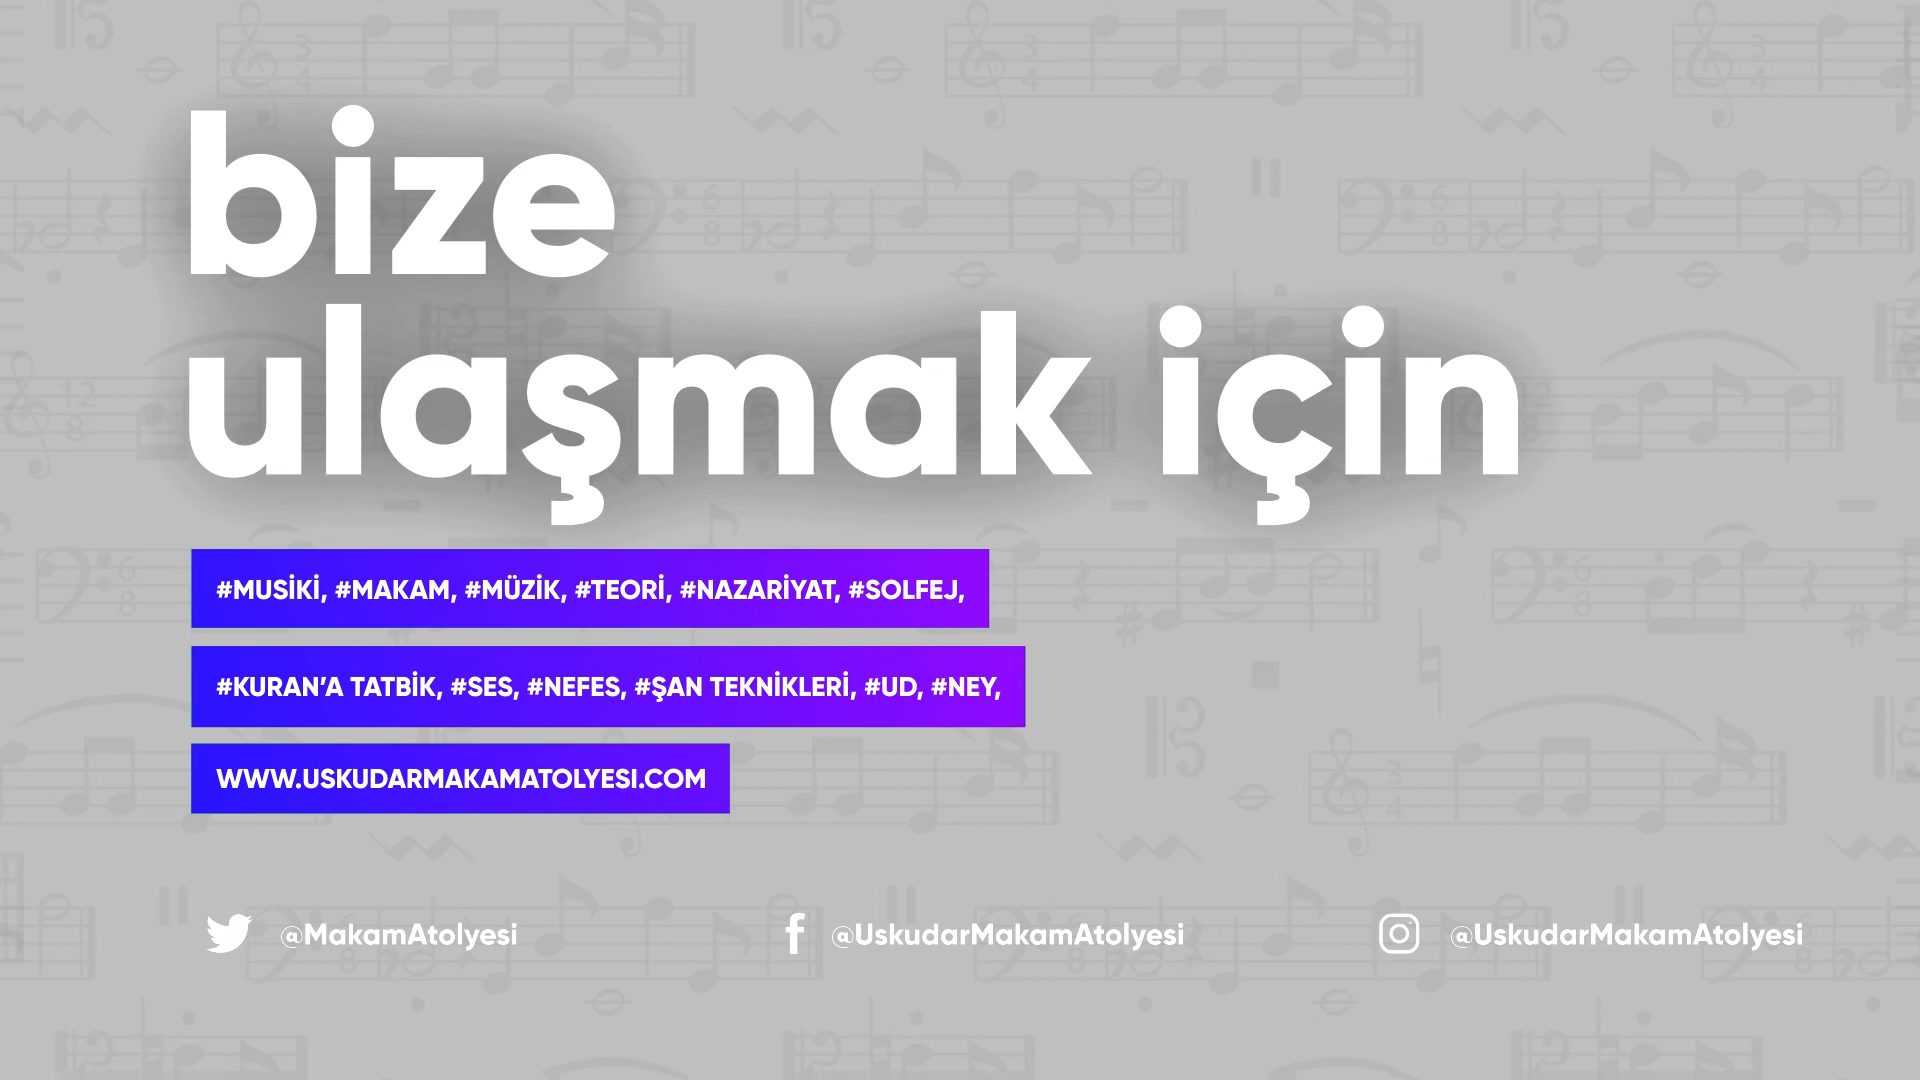 bize
ulaşmak için
#MUSİKİ, #MAKAM, #MÜZİK, #TEORİ, #NAZARİYAT, #SOLFEJ,
#KURAN’A TATBİK, #SES, #NEFES, #ŞAN TEKNİKLERİ, #UD, #NEY,
WWW.USKUDARMAKAMATOLYESI.COM
@MakamAtolyesi
@UskudarMakamAtolyesi
@UskudarMakamAtolyesi